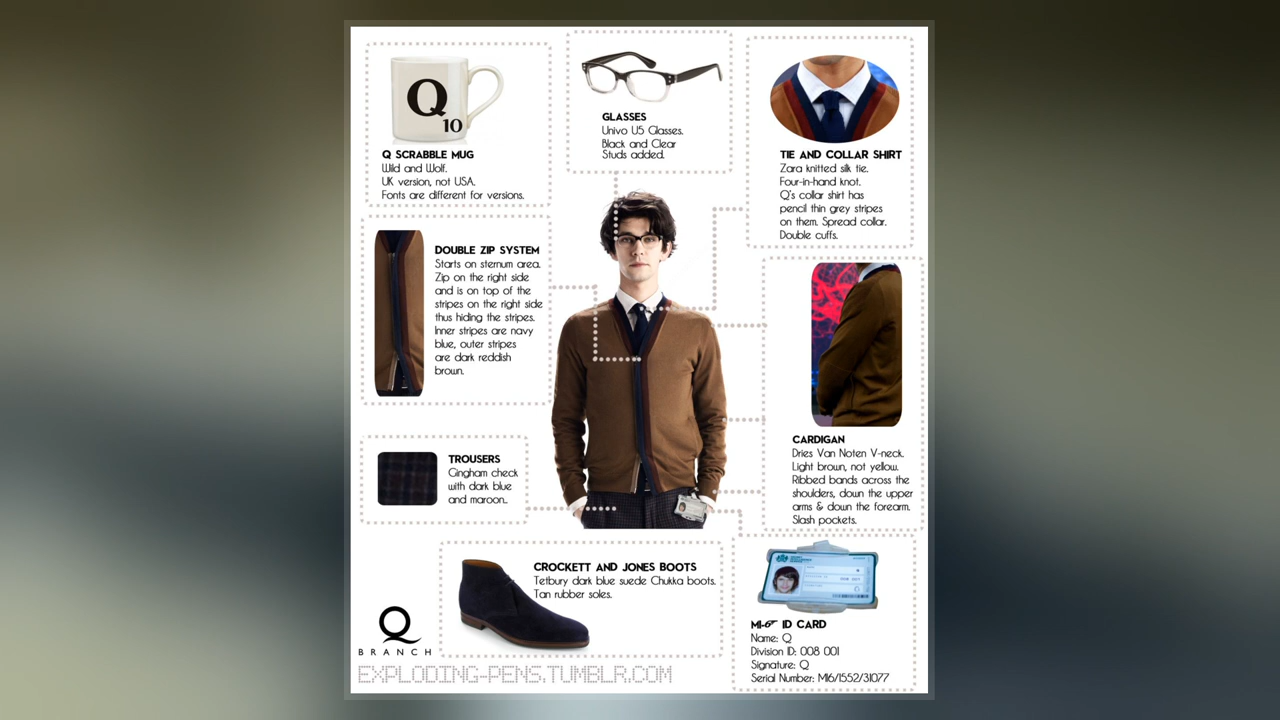 Q
10
Q SCRABBLE MUG
Wild and Wolf.
UK version, not USA.
Fonts are different for versions.
GLASSES
Univo U5 Glasses.
Black and Clear
Studs added.
TIE AND COLLAR SHIRT
Zara knitted silk tie.
Four-in-hand knot.
Q's collar shirt has
pencil thin grey stripes
on them. Spread collar.
Double cuffs.
DOUBLE ZIP SYSTEM
Starts on sternum area.
Zip on the right side
and is on top of the
stripes on the right side
thus hiding the stripes.
Inner stripes are navy
blue, outer stripes
are dark reddish
brown.
CARDIGAN
Dries Van Noten V-neck.
Light brown, not yellow.
Ribbed bands across the
shoulders, down the upper
arms & down the forearm.
Slash pockets.
TROUSERS
Gingham check
with dark blue
and maroon..
CROCKETT AND JONES BOOTS
Tetbury dark blue suede Chukka boots.
Tan rubber soles.
MI-6 ID CARD
Name: Q
Division ID: 008 001
Signature: Q
Serial Number: MI6/1552/31077
Q
BRANCH
EXPLODING-PENS.TUMBLR.COM